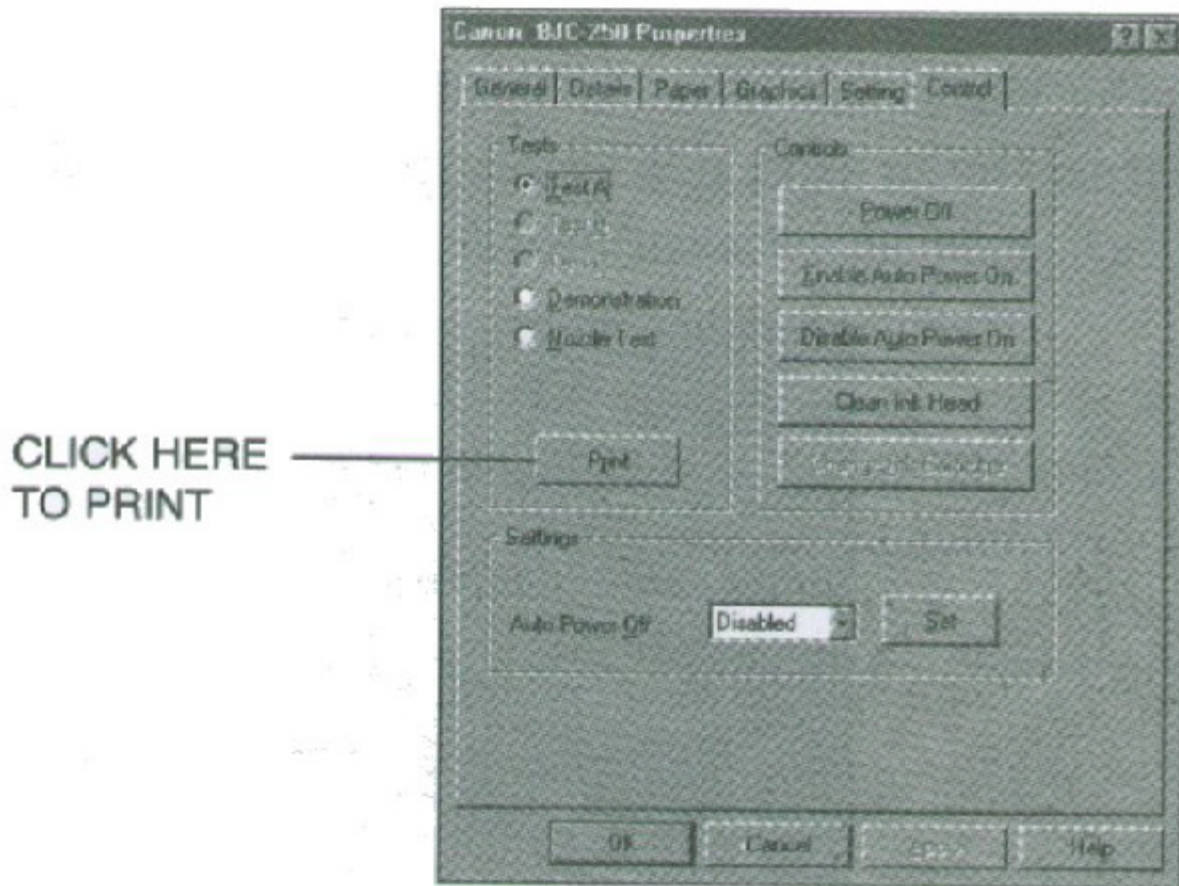 Canon BJC-250 Properties
General Details Paper Graphics Setting Control
Tests
Test A
Demonstration
Nozzle Test
Print
Controls
Power Off
Enable Auto Power On
Disable Auto Power On
Clean Ink Head
CLICK HERE
TO PRINT
Settings
Auto Power Off Disabled Set
OK Cancel Apply Help